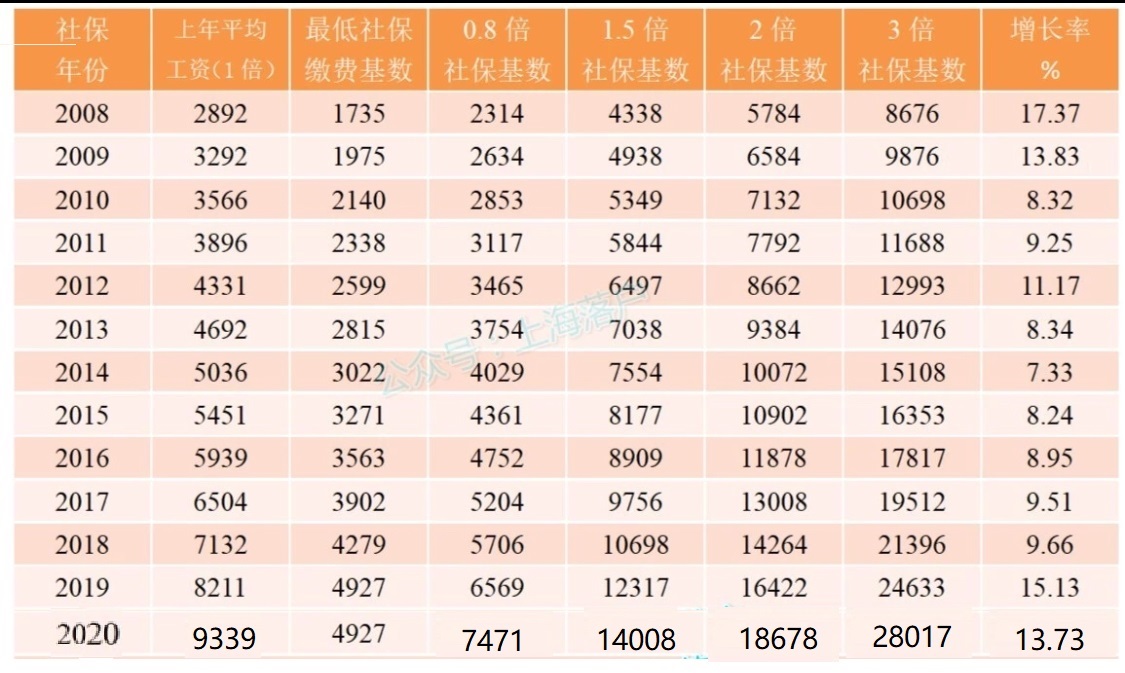 社保 上年平均 最低社保 0.8 倍 1.5 倍 2 倍 3 倍 增长率
年份 工资(1 倍) 缴费基数 社保基数 社保基数 社保基数 社保基数 %
2008 2892 1735 2314 4338 5784 8676 17.37
2009 3292 1975 2634 4938 6584 9876 13.83
2010 3566 2140 2853 5349 7132 10698 8.32
2011 3896 2338 3117 5844 7792 11688 9.25
2012 4331 2599 3465 6497 8662 12993 11.17
2013 4692 2815 3754 7038 9384 14076 8.34
2014 5036 3022 4029 7554 10072 15108 7.33
2015 5451 3271 4361 8177 10902 16353 8.24
2016 5939 3563 4752 8909 11878 17817 8.95
2017 6504 3902 5204 9756 13008 19512 9.51
2018 7132 4279 5706 10698 14264 21396 9.66
2019 8211 4927 6569 12317 16422 24633 15.13
2020 9339 4927 7471 14008 18678 28017 13.73
公众号：上海落户